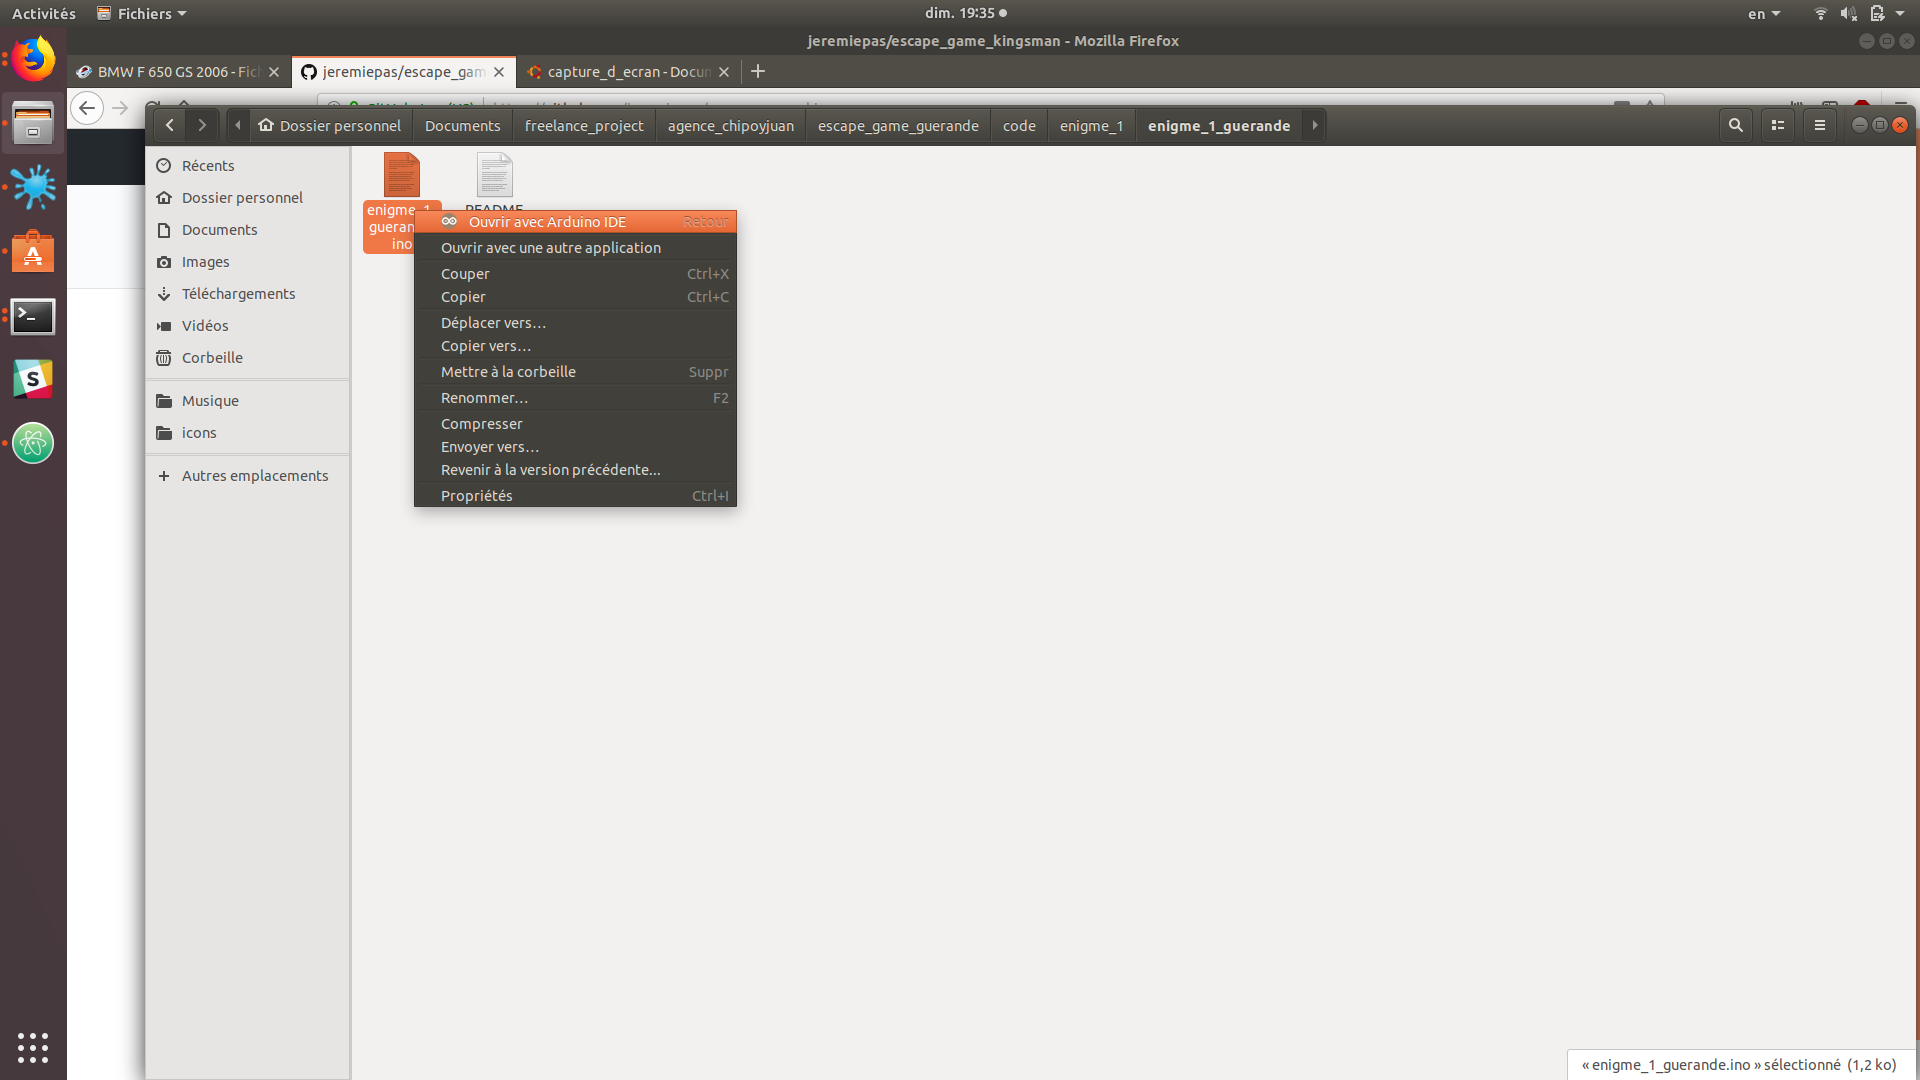 Activités
Fichiers
dim. 19:35
en
jeremiepas/escape_game_kingsman - Mozilla Firefox
BMW F 650 GS 2006 - Fich
jeremiepas/escape_gam
capture_d_ecran - Docum
Dossier personnel
Documents
freelance_project
agence_chipoyjuan
escape_game_guerande
code
enigme_1
enigme_1_guerande
Récents
Dossier personnel
Documents
Images
Téléchargements
Vidéos
Corbeille
Musique
icons
Autres emplacements
enigme_1_
gueran
ino
README
Ouvrir avec Arduino IDE Retour
Ouvrir avec une autre application
Couper Ctrl+X
Copier Ctrl+C
Déplacer vers…
Copier vers…
Mettre à la corbeille Suppr
Renommer… F2
Compresser
Envoyer vers…
Revenir à la version précédente...
Propriétés Ctrl+I
« enigme_1_guerande.ino » sélectionné (1,2 ko)